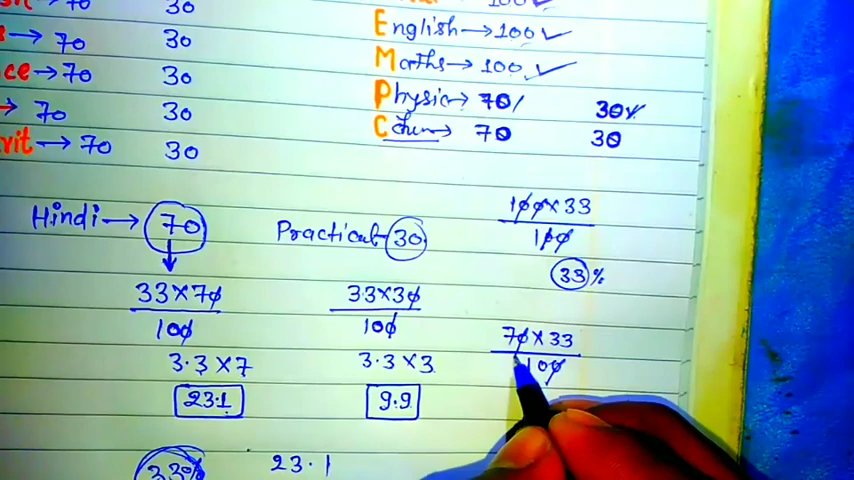 70 30
100 ✓
→ 70 30
English → 100 ✓
ce → 70 30
Maths → 100 ✓
→ 70 30
Physic → 70/ 30✓
rit → 70 30
Chem → 70 30
Hindi → 70
Practical 30
100×33
100
33%
33×70
100
3.3×7
23.1
33×30
100
3.3×3
9.9
70×33
100
33%
23.1